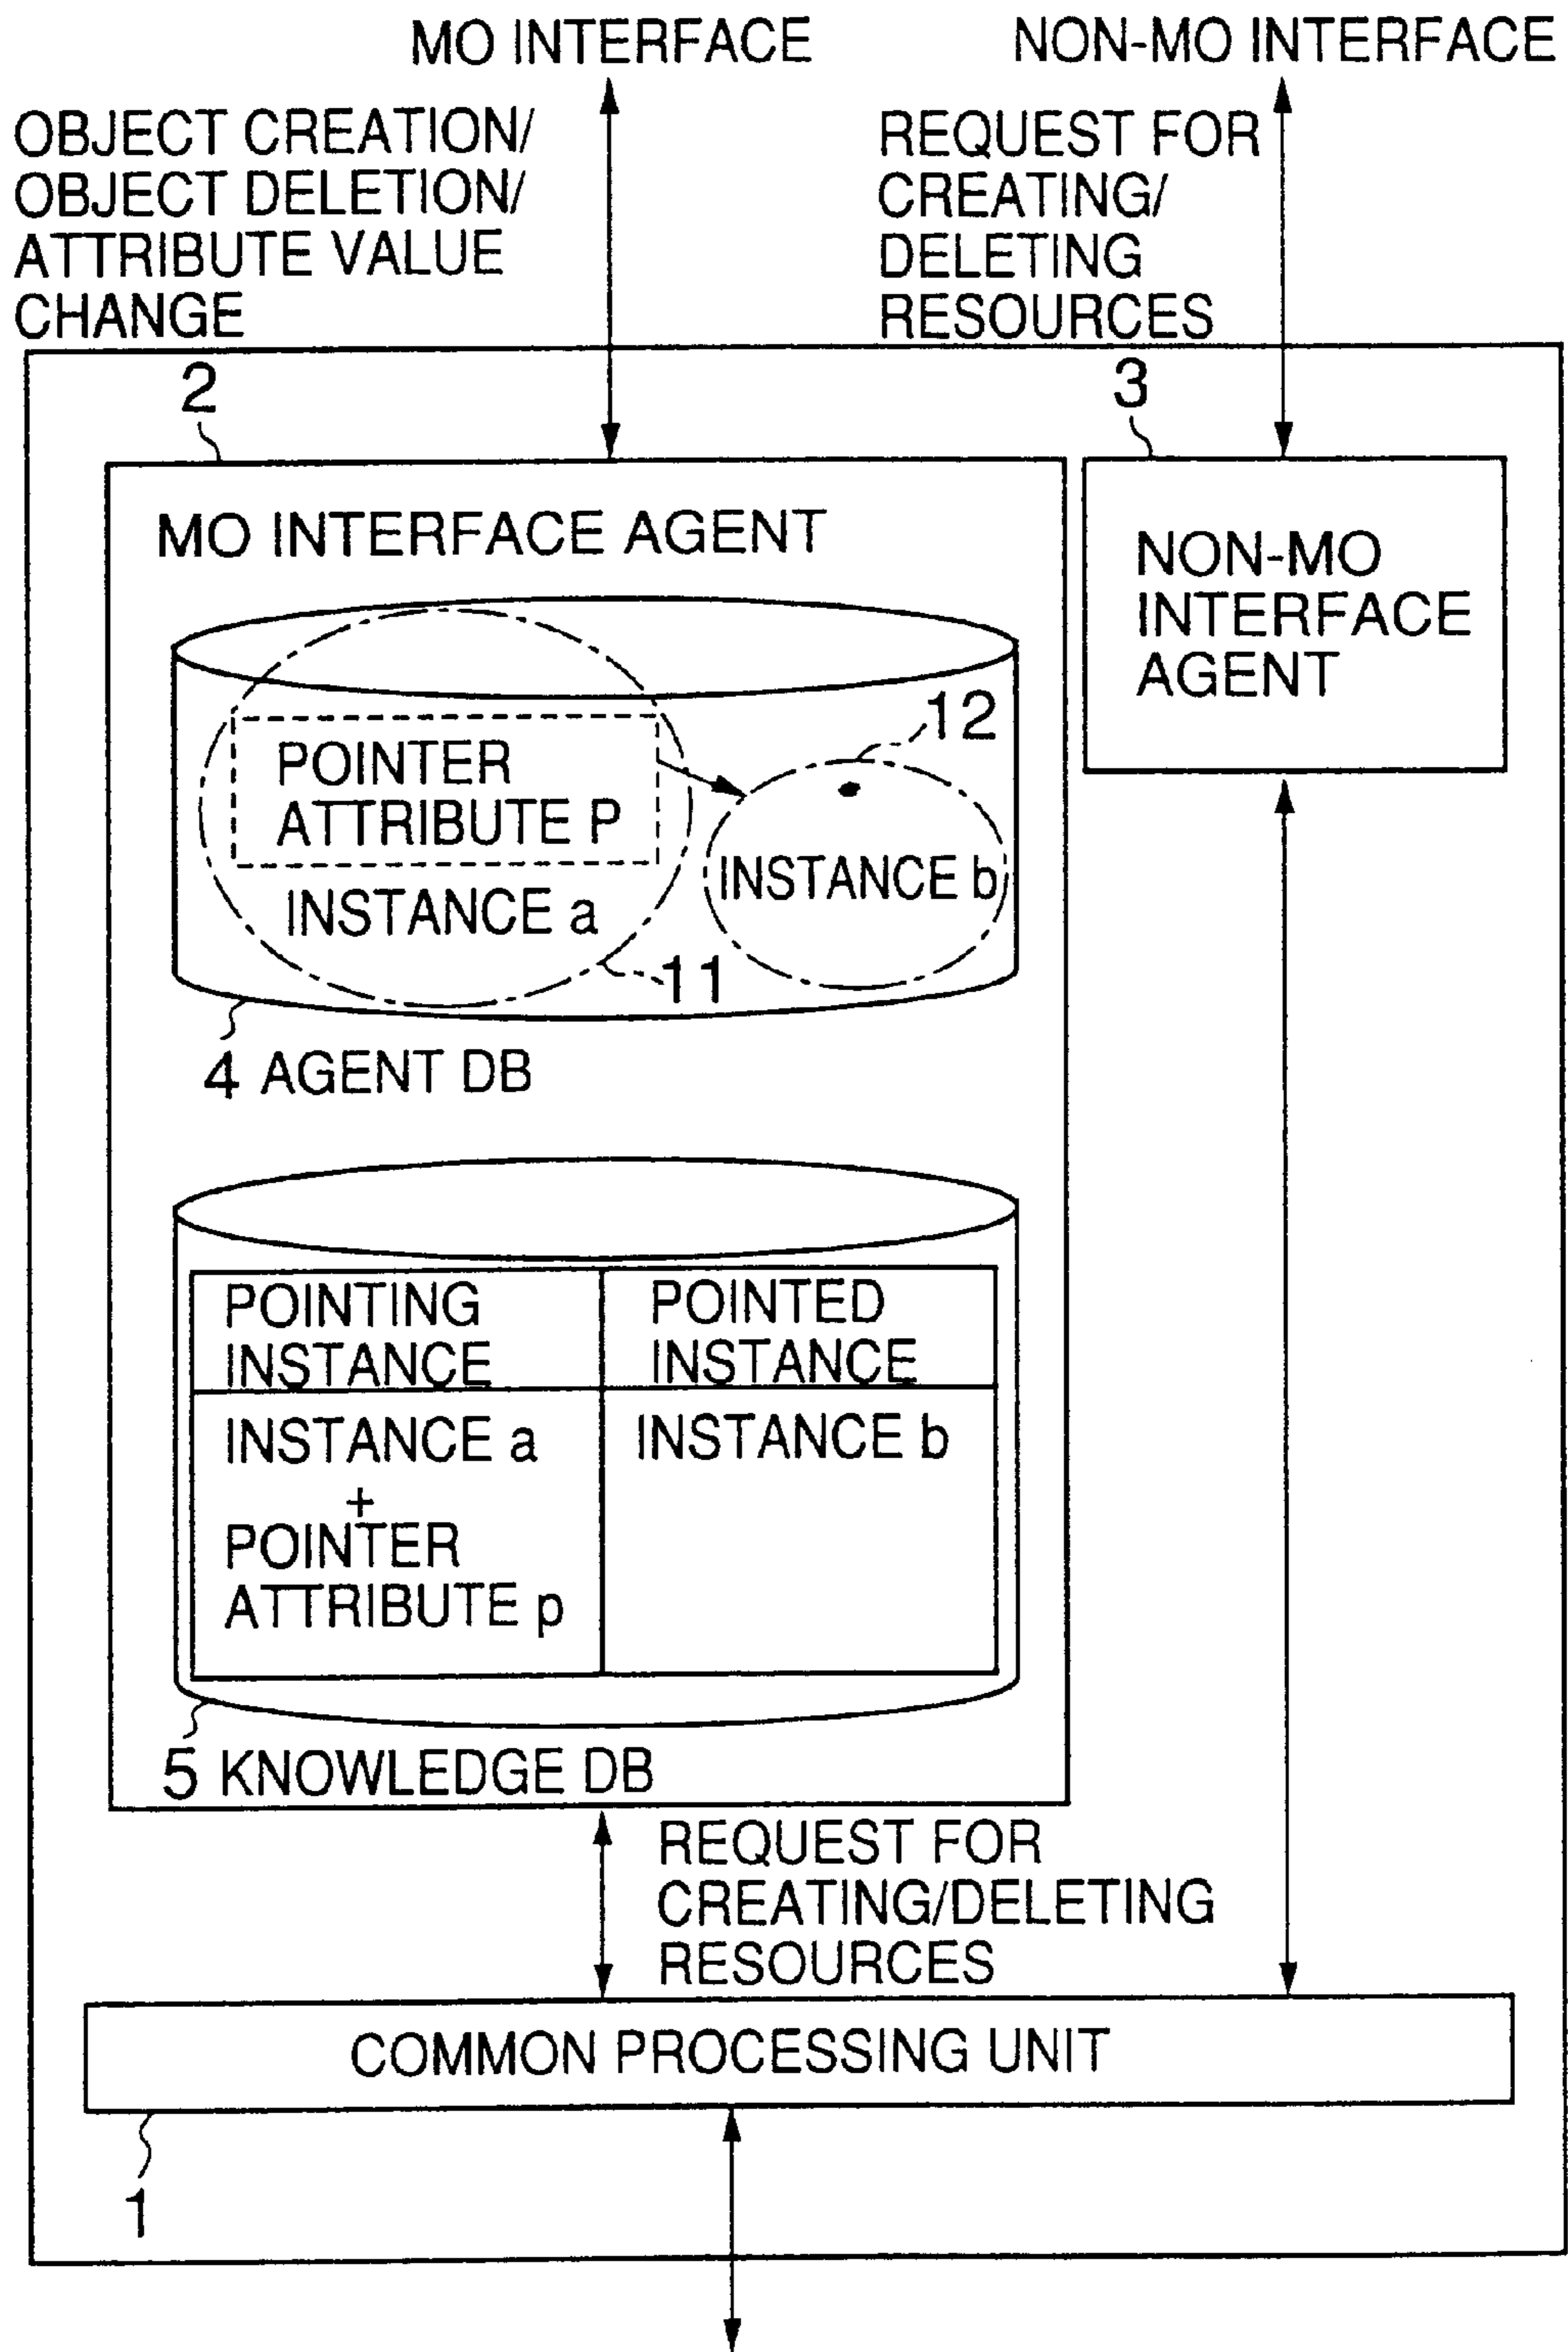 MO INTERFACE
NON-MO INTERFACE
OBJECT CREATION/
OBJECT DELETION/
ATTRIBUTE VALUE
CHANGE
REQUEST FOR
CREATING/
DELETING
RESOURCES
2
3
MO INTERFACE AGENT
NON-MO
INTERFACE
AGENT
POINTER
ATTRIBUTE P
INSTANCE a
12
INSTANCE b
11
4 AGENT DB
POINTING
INSTANCE
POINTED
INSTANCE
INSTANCE a
+
POINTER
ATTRIBUTE p
INSTANCE b
5 KNOWLEDGE DB
REQUEST FOR
CREATING/DELETING
RESOURCES
COMMON PROCESSING UNIT
1